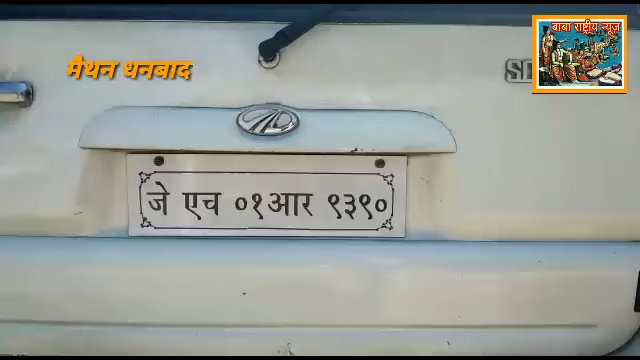 बाबा राष्ट्रीय न्यूज़
मैथन धनबाद
जे एच ०१आर ९३९०